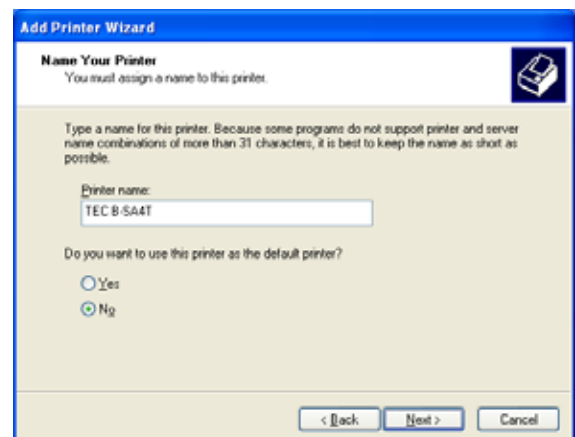 Add Printer Wizard
Name Your Printer
You must assign a name to this printer.
Type a name for this printer. Because some programs do not support printer and server
name combinations of more than 31 characters, it is best to keep the name as short as
possible.
Printer name:
TEC B-SA4T
Do you want to use this printer as the default printer?
Yes
No
< Back
Next >
Cancel